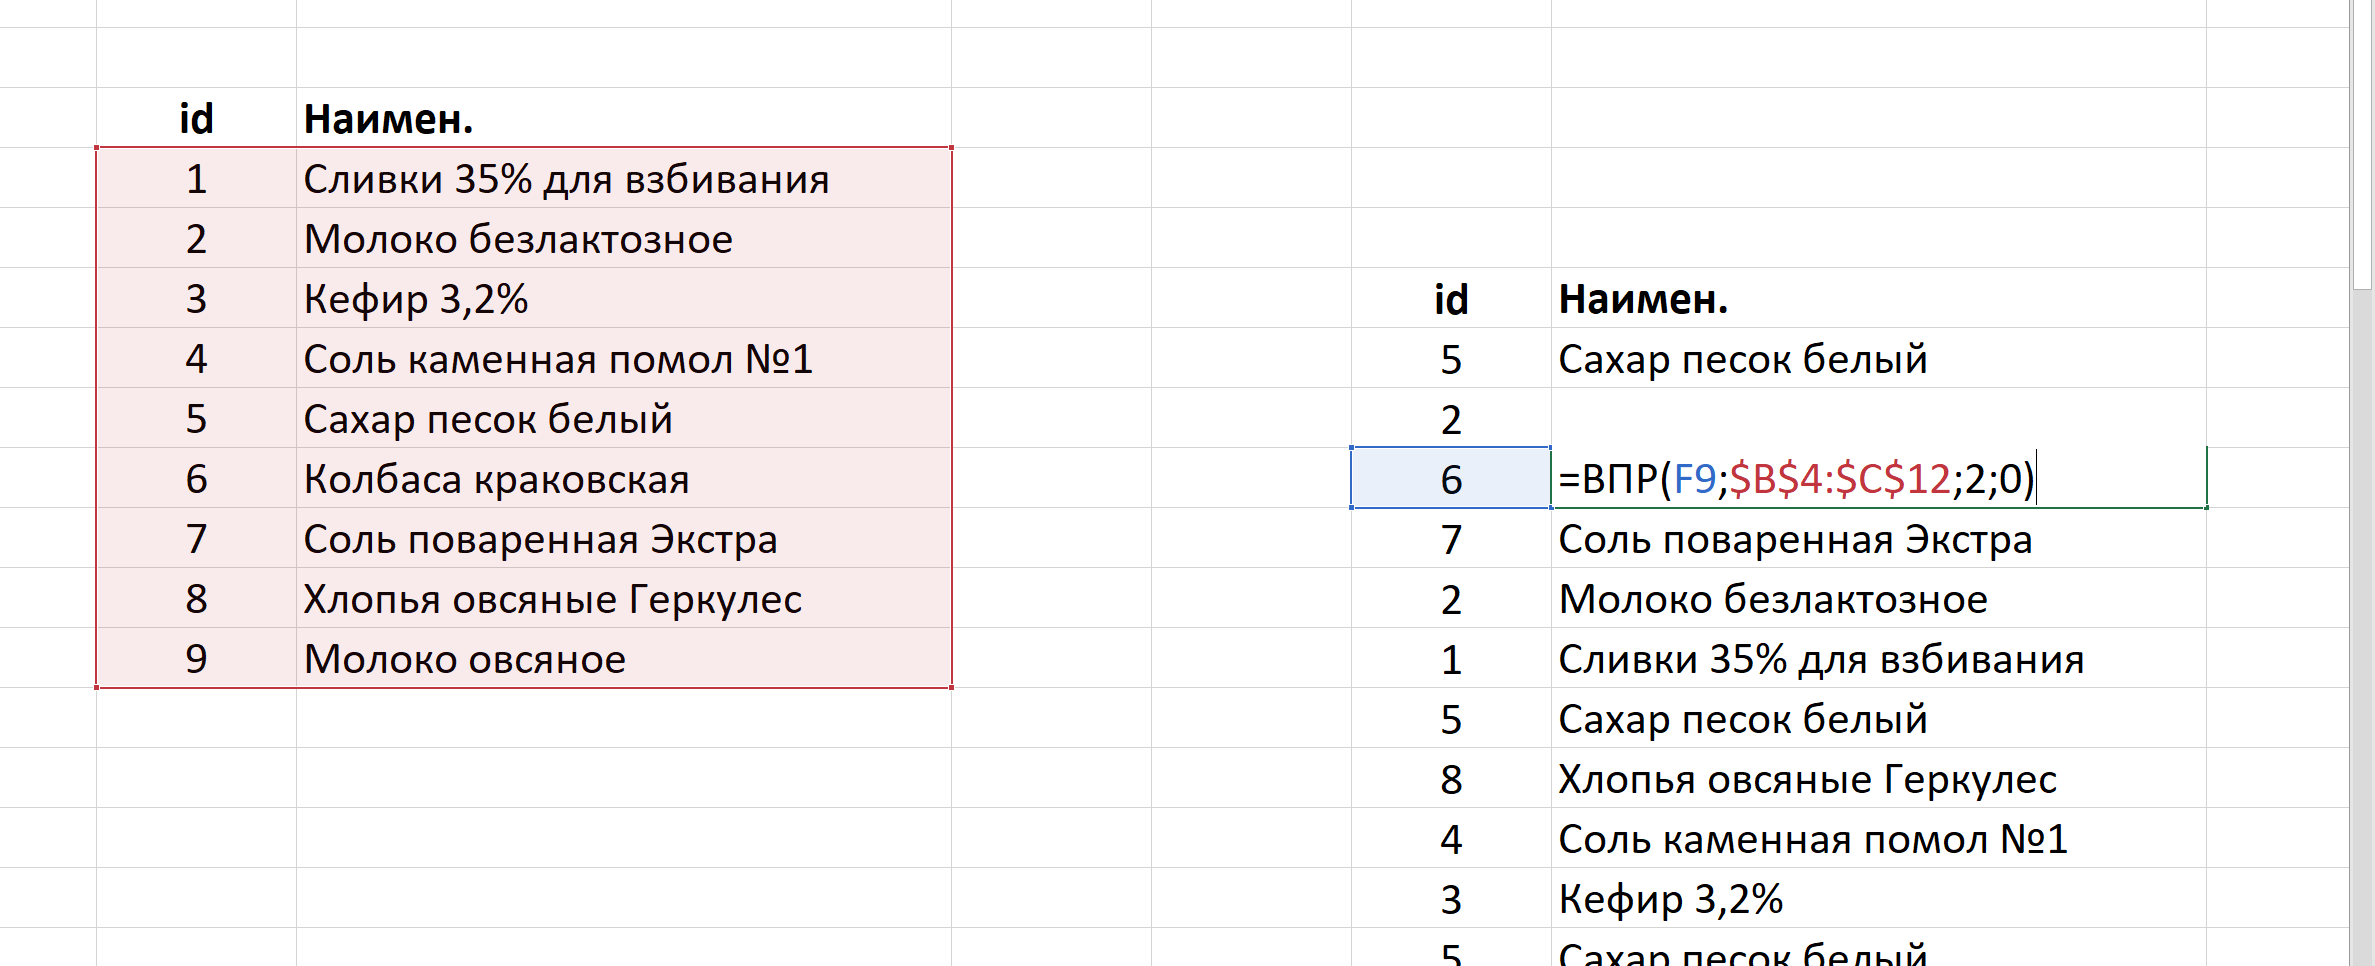 id Наимен.
1 Сливки 35% для взбивания
2 Молоко безлактозное
3 Кефир 3,2%
4 Соль каменная помол №1
5 Сахар песок белый
6 Колбаса краковская
7 Соль поваренная Экстра
8 Хлопья овсяные Геркулес
9 Молоко овсяное
id Наимен.
5 Сахар песок белый
2
6 =ВПР(F9;$B$4:$C$12;2;0)
7 Соль поваренная Экстра
2 Молоко безлактозное
1 Сливки 35% для взбивания
5 Сахар песок белый
8 Хлопья овсяные Геркулес
4 Соль каменная помол №1
3 Кефир 3,2%
5 Сахар песок белый